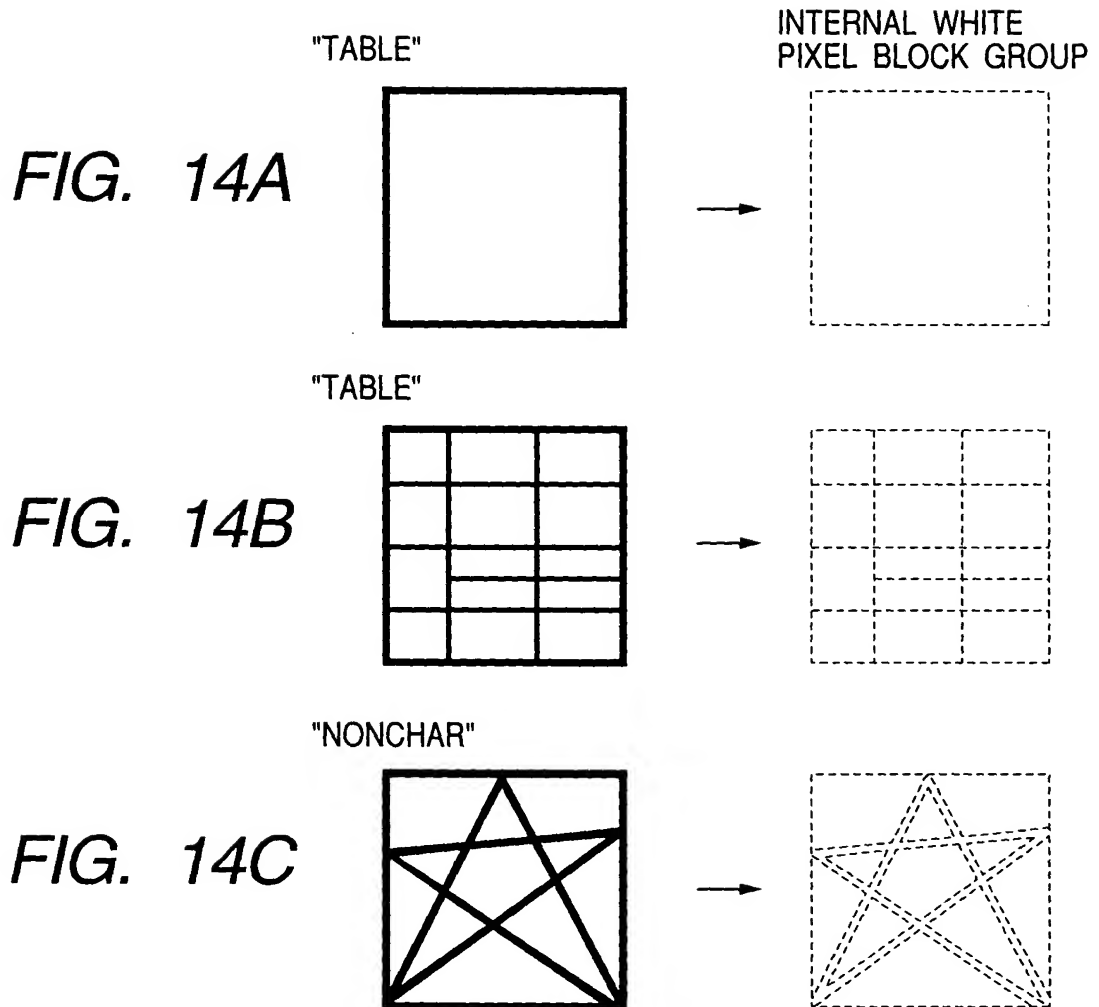 INTERNAL WHITE
PIXEL BLOCK GROUP
"TABLE"
FIG. 14A
"TABLE"
FIG. 14B
"NONCHAR"
FIG. 14C